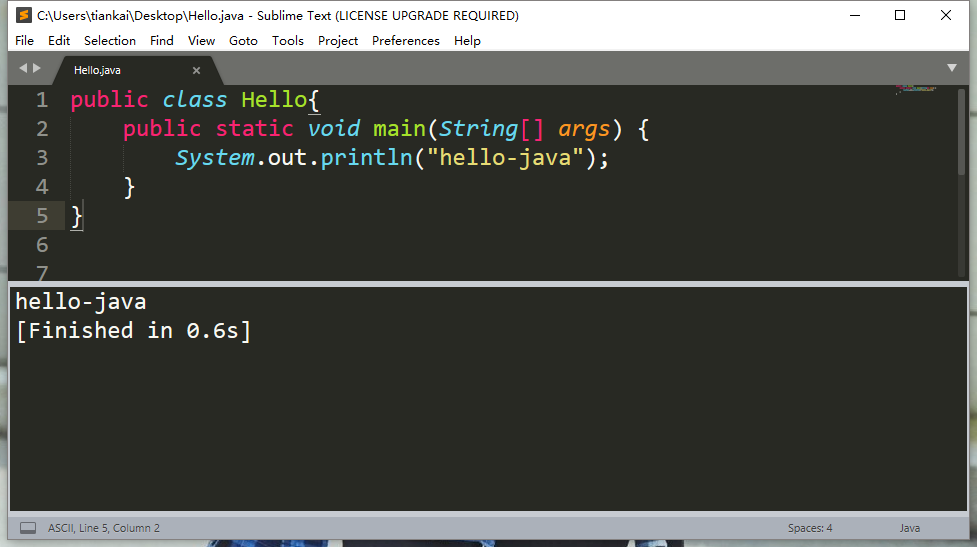 C:\Users\tiankai\Desktop\Hello.java - Sublime Text (LICENSE UPGRADE REQUIRED)
File Edit Selection Find View Goto Tools Project Preferences Help
Hello.java
1 public class Hello{
2     public static void main(String[] args) {
3         System.out.println("hello-java");
4     }
5 }
6
7
hello-java
[Finished in 0.6s]
ASCII, Line 5, Column 2 Spaces: 4 Java